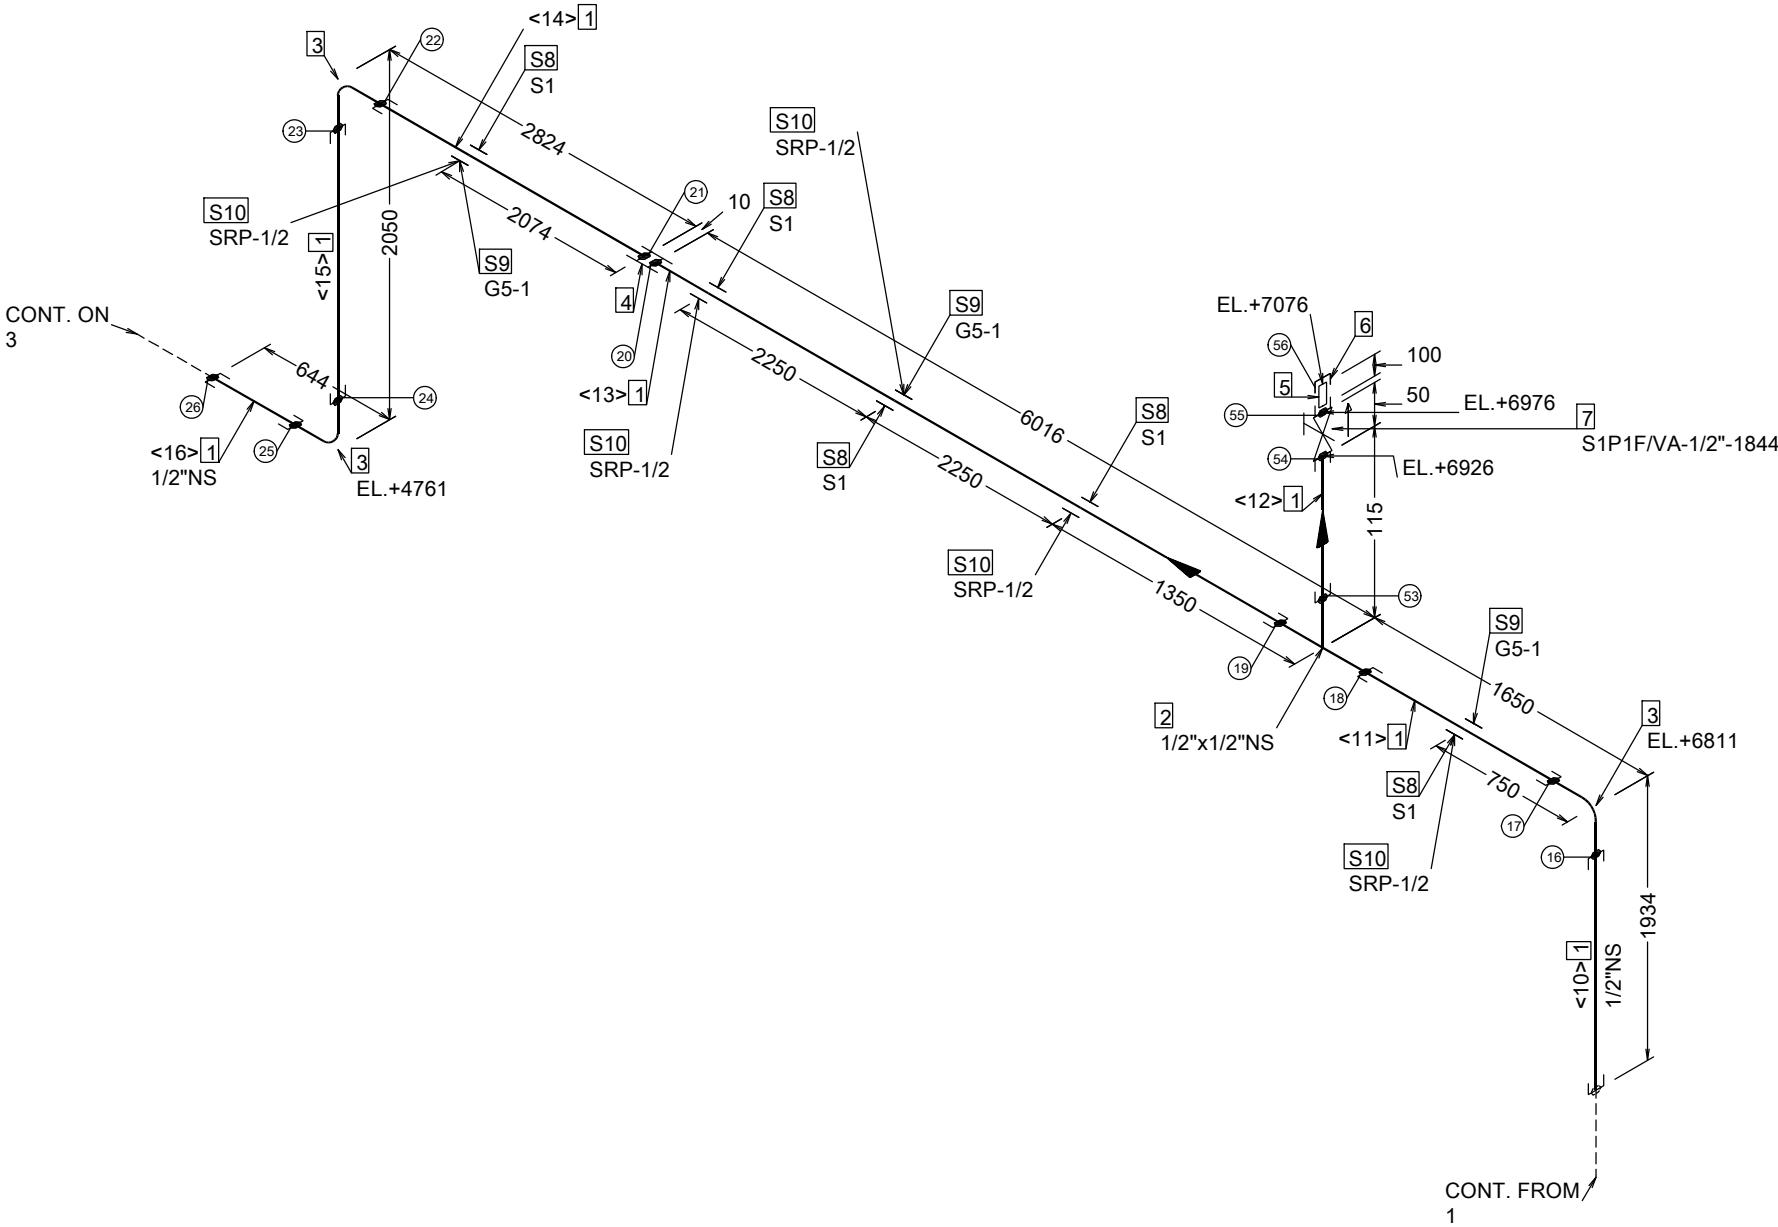 <14> 1
3
22
S8
S1
2824
S10
SRP-1/2
23
21
10
S8
S1
S10
SRP-1/2
2050
2074
<15> 1
S9
G5-1
4
S9
G5-1
EL.+7076
6
CONT. ON
3
56
100
20
2250
5
50
644
<13> 1
6016
EL.+6976
26
24
S8
S1
55
7
S1P1F/VA-1/2"-1844
<16> 1
1/2"NS
25
S10
SRP-1/2
S8
S1
2250
54
EL.+6926
3
EL.+4761
<12> 1
115
S10
SRP-1/2
1350
53
S9
G5-1
19
18
1650
2
1/2"x1/2"NS
<11> 1
3
EL.+6811
S8
S1
750
17
16
S10
SRP-1/2
1934
<10> 1
1/2"NS
CONT. FROM
1